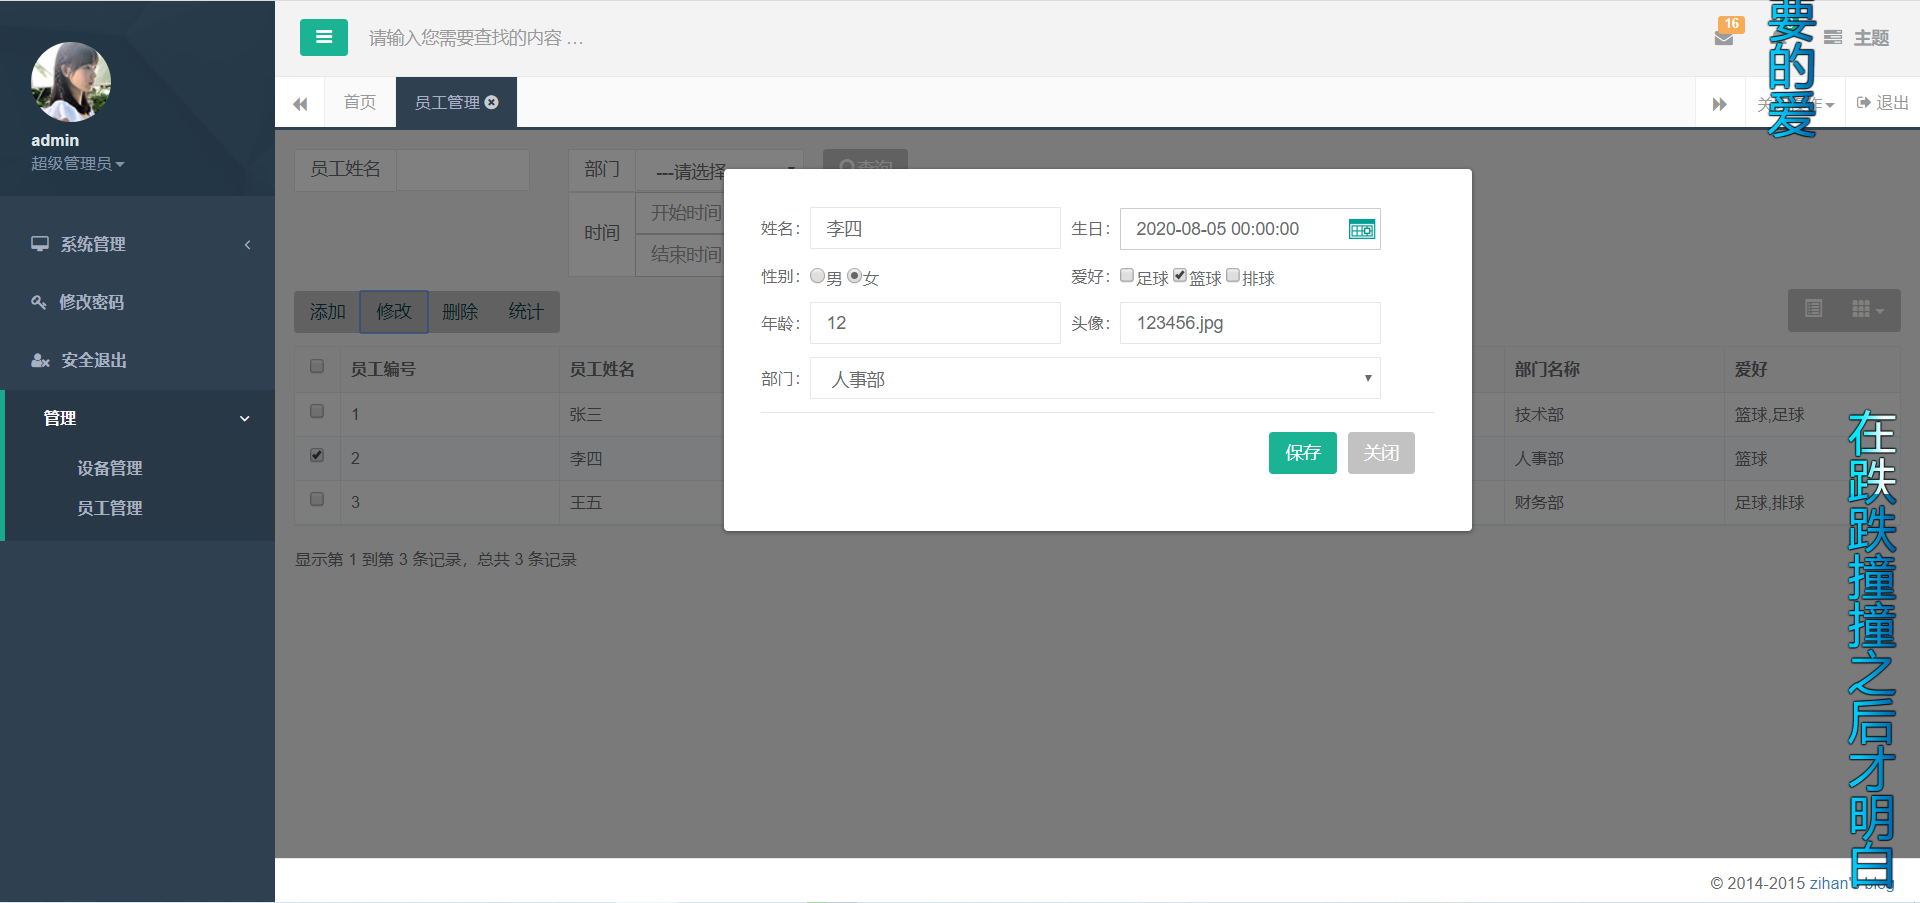 admin
超级管理员
系统管理
修改密码
安全退出
管理
设备管理
员工管理
请输入您需要查找的内容 …
16
主题
首页
员工管理
退出
要的爱
员工姓名
部门
---请选择
查询
时间
开始时间
结束时间
添加
修改
删除
统计
员工编号
员工姓名
部门名称
爱好
1
张三
技术部
篮球,足球
2
李四
人事部
篮球
3
王五
财务部
足球,排球
显示第 1 到第 3 条记录，总共 3 条记录
姓名：
李四
生日：
2020-08-05 00:00:00
性别：
男
女
爱好：
足球
篮球
排球
年龄：
12
头像：
123456.jpg
部门：
人事部
保存
关闭
在跌跌撞撞之后才明白
© 2014-2015 zihan's blog